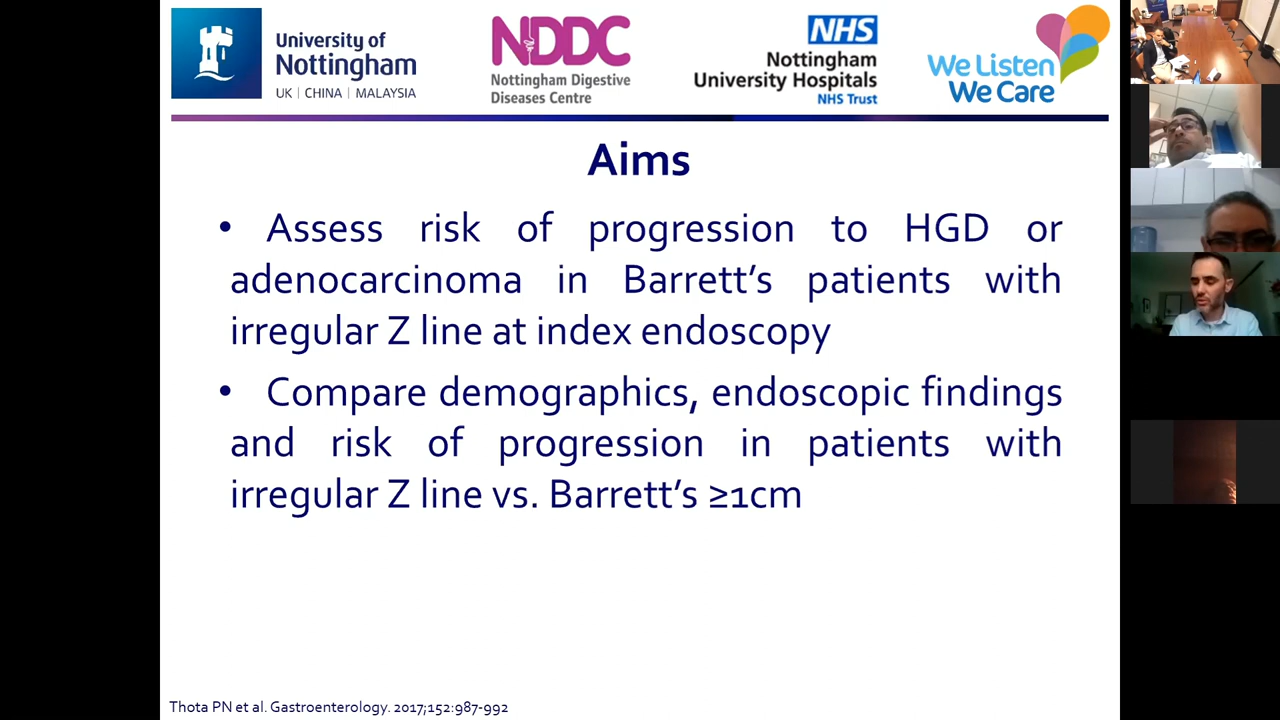 University of
Nottingham
UK | CHINA | MALAYSIA
NDDC
Nottingham Digestive
Diseases Centre
NHS
Nottingham
University Hospitals
NHS Trust
We Listen
We Care
Aims
• Assess risk of progression to HGD or
adenocarcinoma in Barrett’s patients with
irregular Z line at index endoscopy
• Compare demographics, endoscopic findings
and risk of progression in patients with
irregular Z line vs. Barrett’s ≥1cm
Thota PN et al. Gastroenterology. 2017;152:987-992